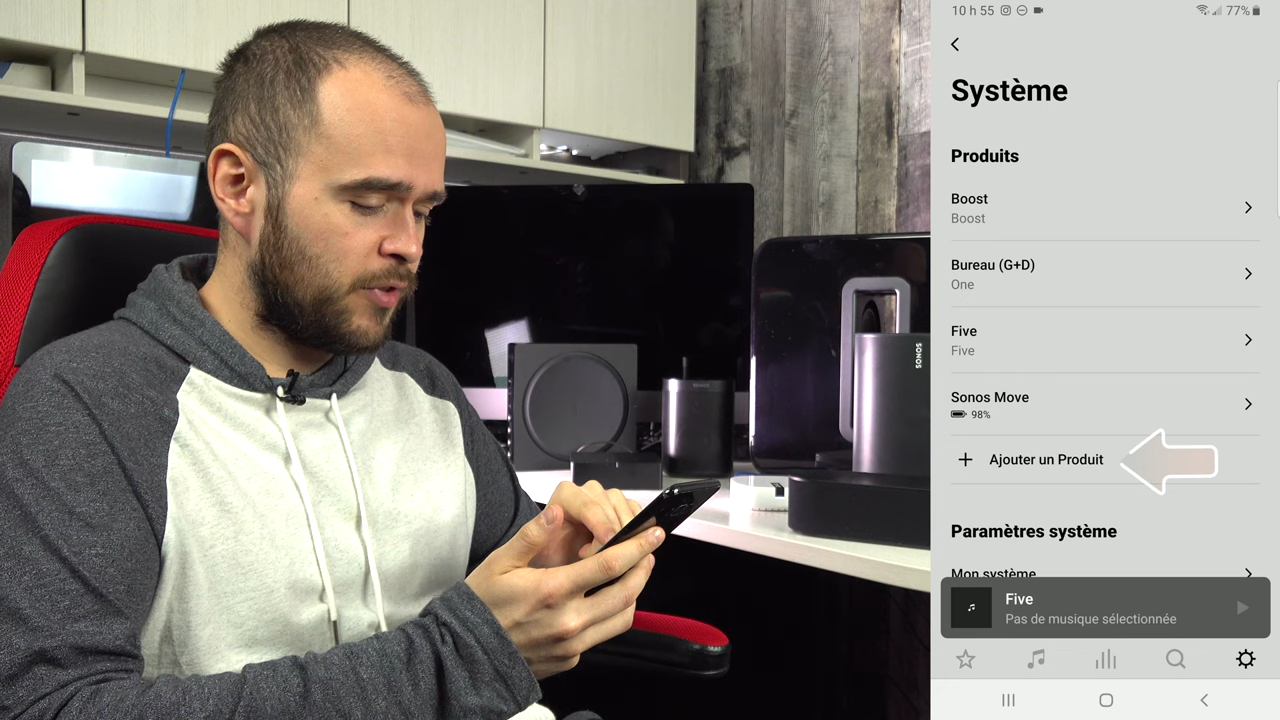 10 h 55
77%
Système
Produits
Boost
Boost
Bureau (G+D)
One
Five
Five
Sonos Move
98%
Ajouter un Produit
Paramètres système
Mon système
Five
Pas de musique sélectionnée
SONOS
SONOS